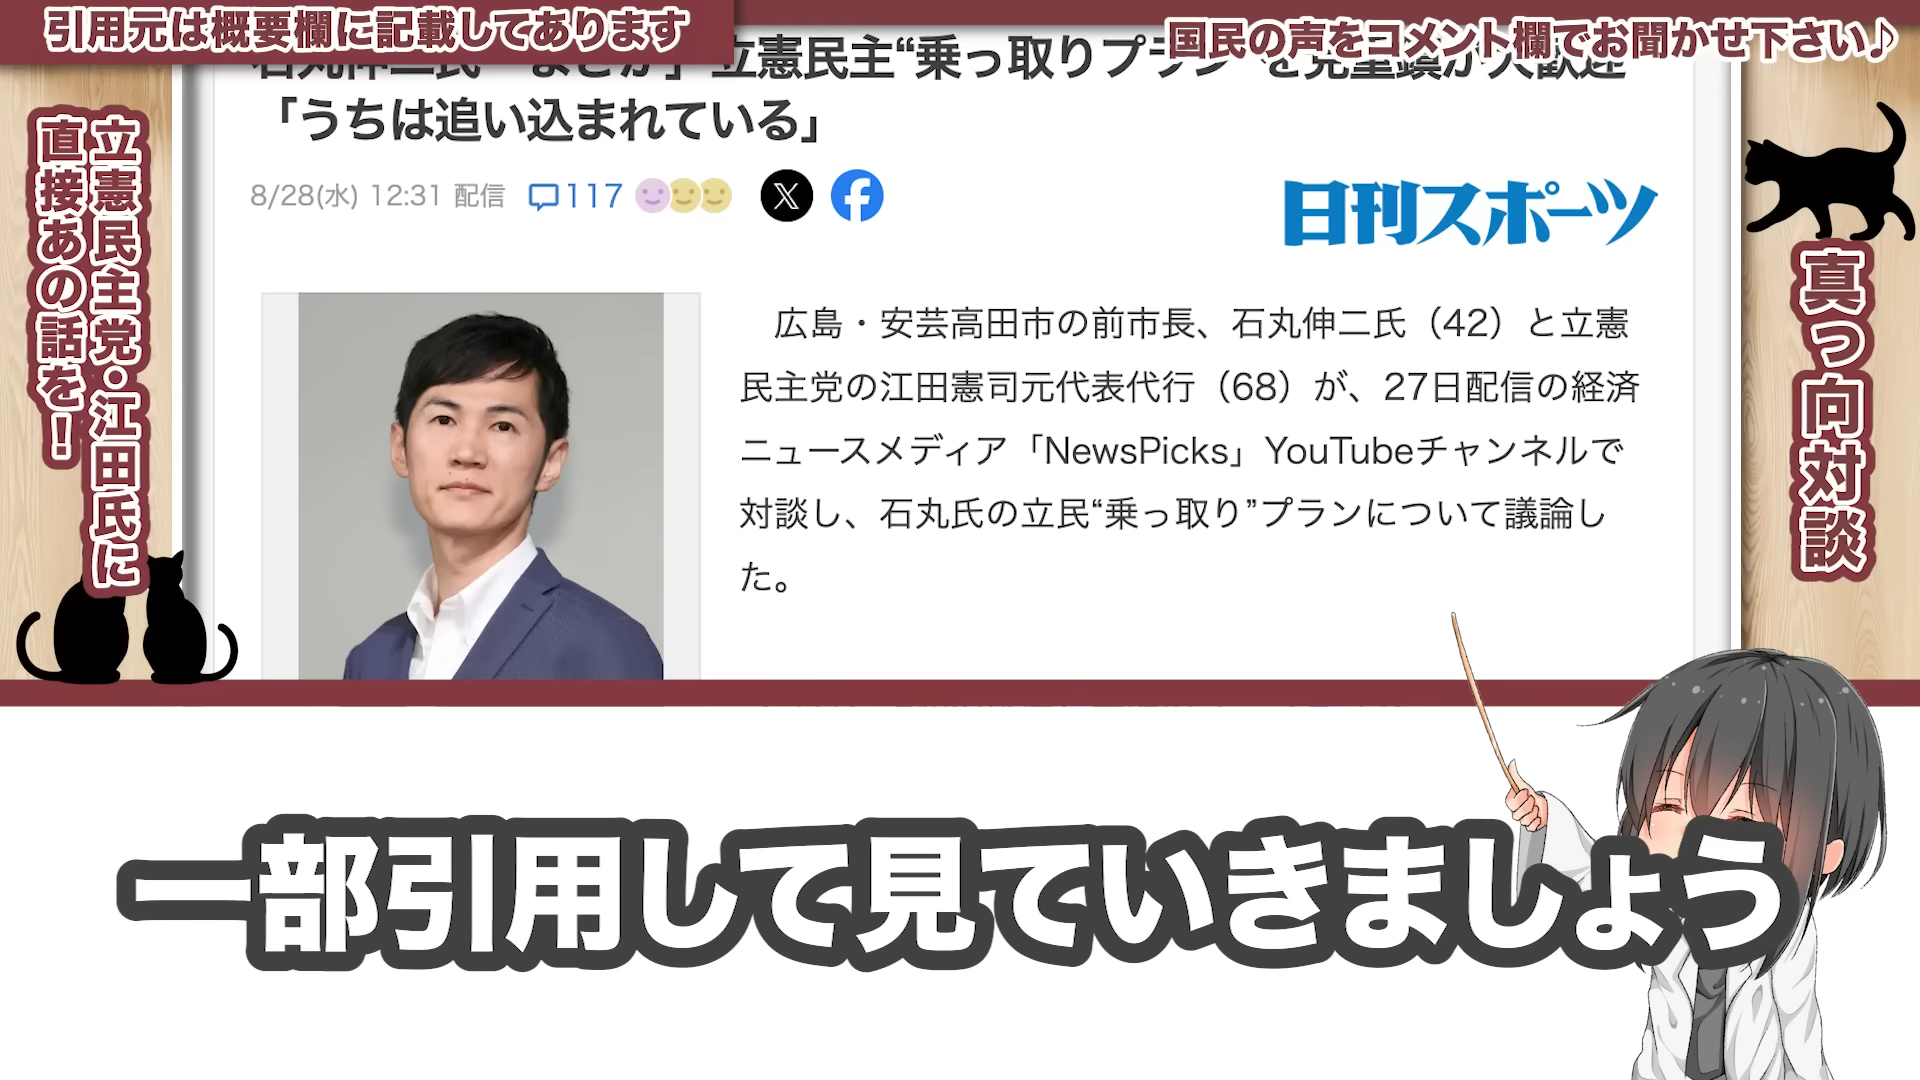 引用元は概要欄に記載してあります
国民の声をコメント欄でお聞かせ下さい♪
立憲民主党・江田氏に
直接あの話を！
立憲民主“乗っ取りプラン
「うちは追い込まれている」
8/28(水) 12:31 配信
117
日刊スポーツ
広島・安芸高田市の前市長、石丸伸二氏（42）と立憲
民主党の江田憲司元代表代行（68）が、27日配信の経済
ニュースメディア「NewsPicks」YouTubeチャンネルで
対談し、石丸氏の立民“乗っ取り”プランについて議論し
た。
真っ向対談
一部引用して見ていきましょう